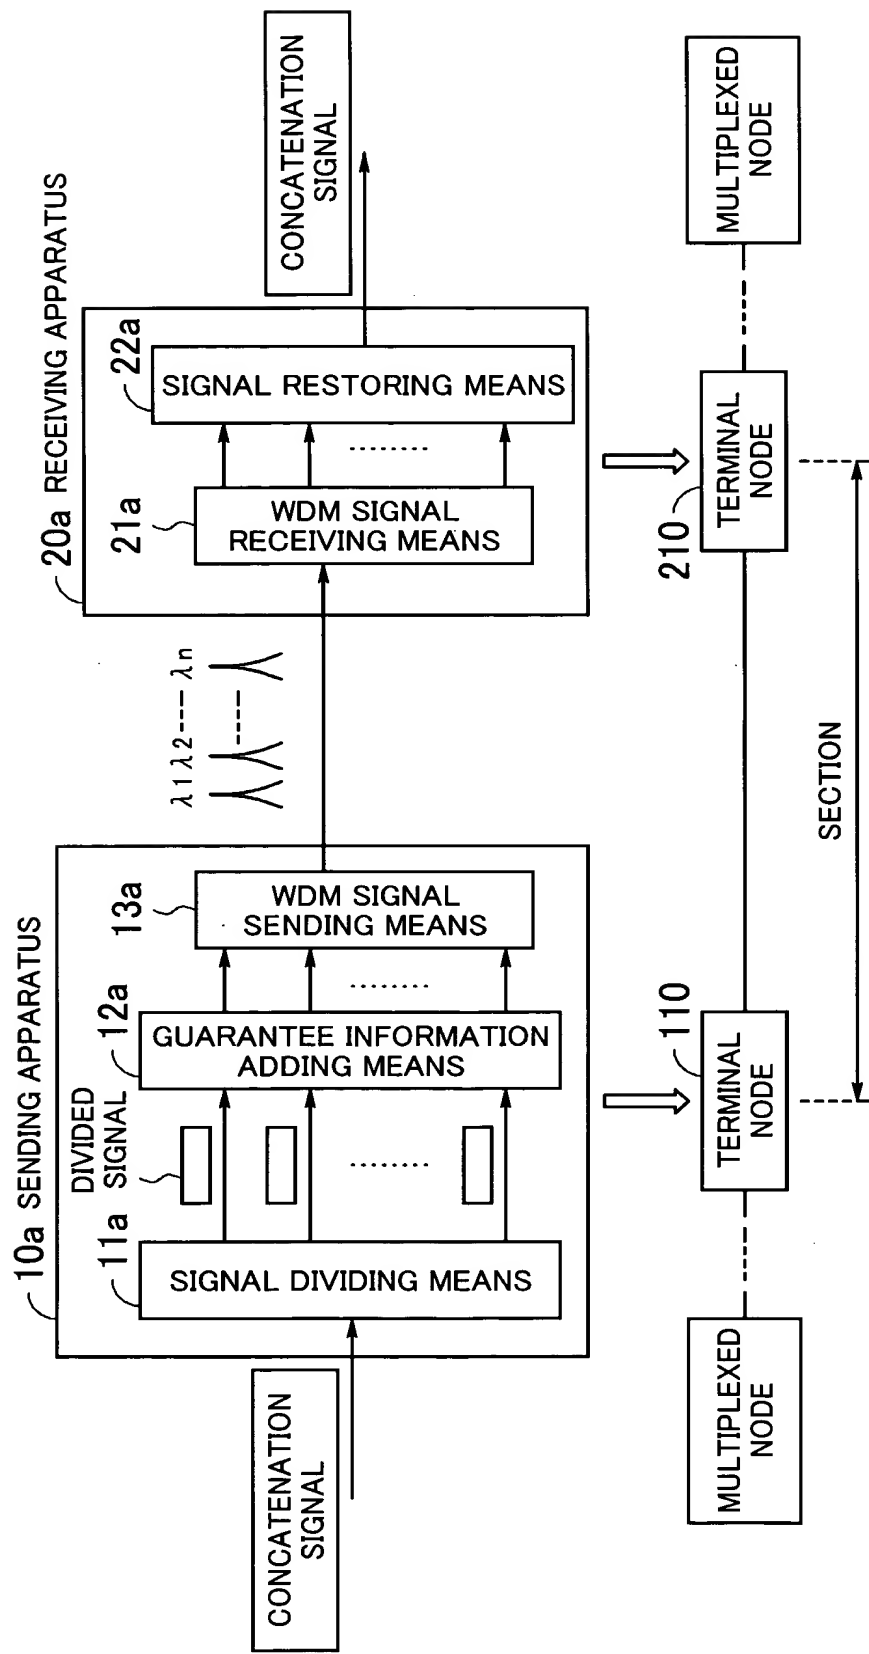 10a SENDING APPARATUS
20a RECEIVING APPARATUS
CONCATENATION
SIGNAL
11a
SIGNAL DIVIDING MEANS
DIVIDED
SIGNAL
12a
GUARANTEE INFORMATION
ADDING MEANS
13a
WDM SIGNAL
SENDING MEANS
λ1 λ2 ---- λn
21a
WDM SIGNAL
RECEIVING MEANS
22a
SIGNAL RESTORING MEANS
CONCATENATION
SIGNAL
MULTIPLEXED
NODE
110
TERMINAL
NODE
210
TERMINAL
NODE
MULTIPLEXED
NODE
SECTION